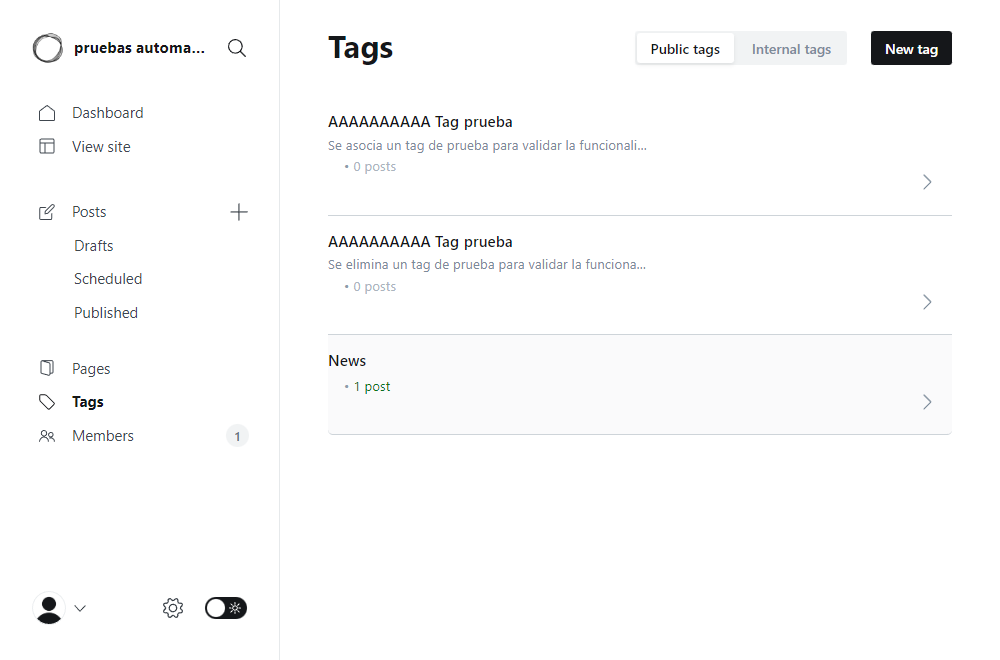 pruebas automa...
Dashboard
View site
Posts
Drafts
Scheduled
Published
Pages
Tags
Members
1
Tags
Public tags
Internal tags
New tag
AAAAAAAAAA Tag prueba
Se asocia un tag de prueba para validar la funcionali...
• 0 posts
AAAAAAAAAA Tag prueba
Se elimina un tag de prueba para validar la funciona...
• 0 posts
News
• 1 post